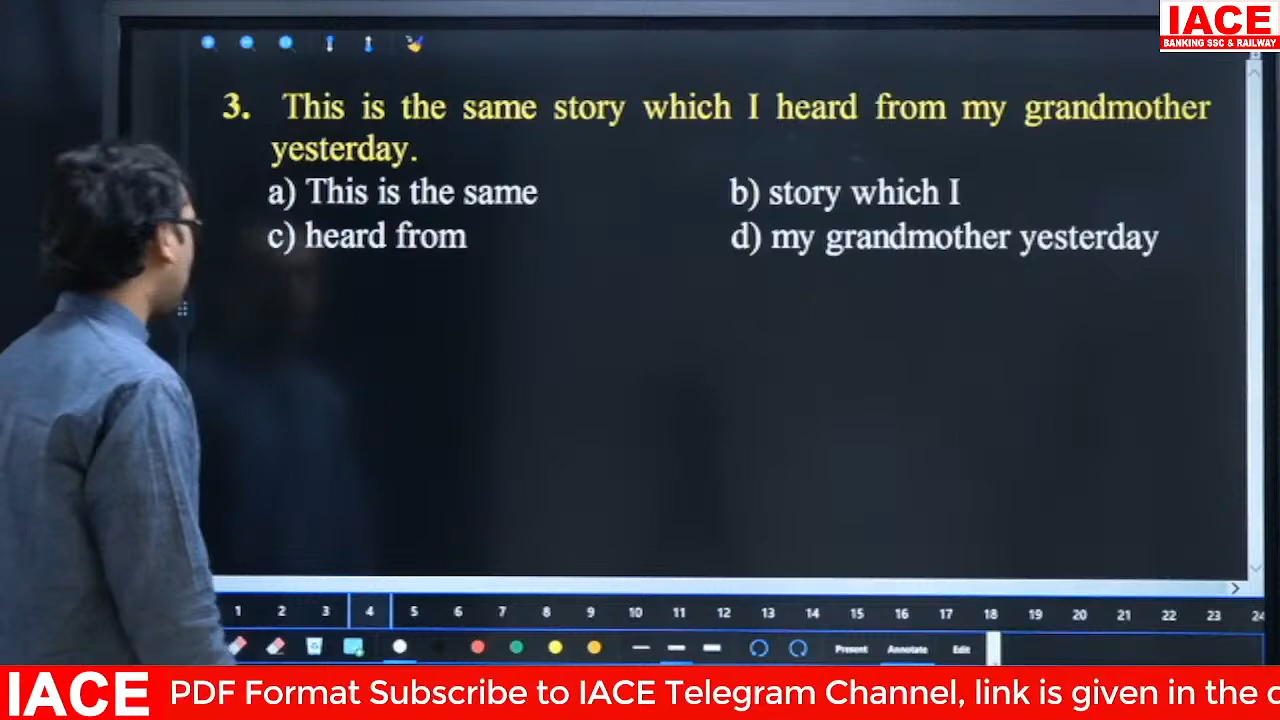 IACE
BANKING SSC & RAILWAY
3. This is the same story which I heard from my grandmother
yesterday.
a) This is the same
b) story which I
c) heard from
d) my grandmother yesterday
1 2 3 4 5 6 7 8 9 10 11 12 13 14 15 16 17 18 19 20 21 22 23 24
Present Annotate Edit
IACE PDF Format Subscribe to IACE Telegram Channel, link is given in the